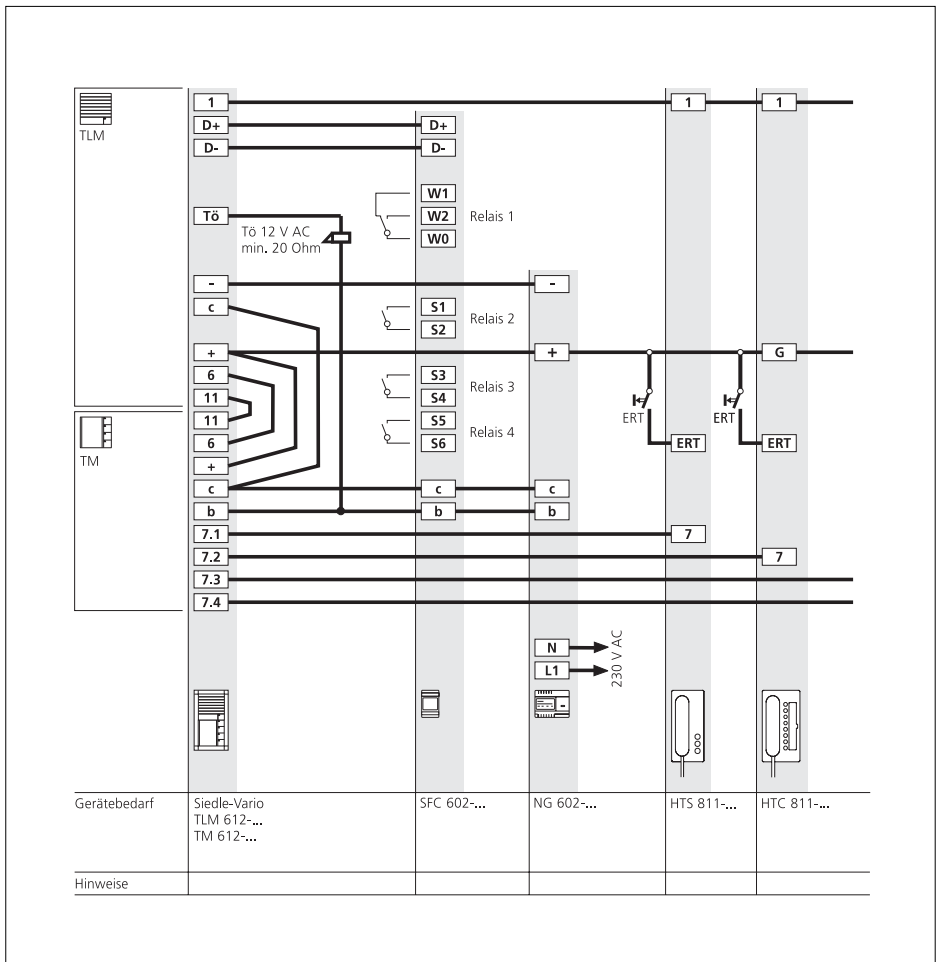 1 1 1
TLM D+ D+
D- D-
W1
Tö W2 Relais 1
Tö 12 V AC
min. 20 Ohm W0
- -
c S1
S2 Relais 2
+ + G
6 S3 Relais 3
11 S4 ERT ERT
11 S5 Relais 4
6 S6 ERT ERT
TM
+
c c c
b b b
7.1 7
7.2 7
7.3
7.4
N
L1 230 V AC
Gerätebedarf Siedle-Vario SFC 602-... NG 602-... HTS 811-... HTC 811-...
TLM 612-...
TM 612-...
Hinweise